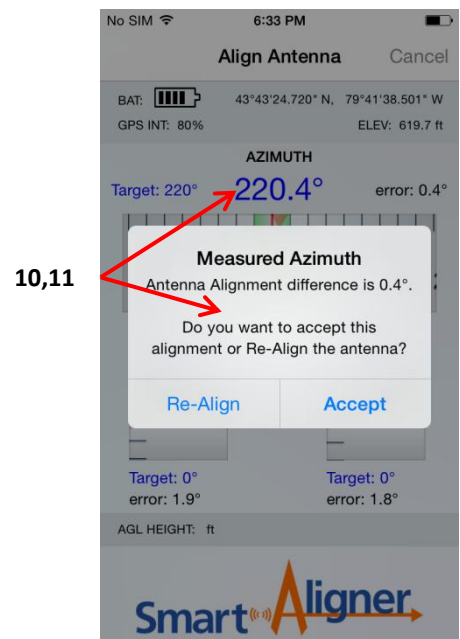 No SIM 6:33 PM
Align Antenna Cancel
BAT: 43°43'24.720" N, 79°41'38.501" W
GPS INT: 80% ELEV: 619.7 ft
AZIMUTH
Target: 220° 220.4° error: 0.4°
10,11
Measured Azimuth
Antenna Alignment difference is 0.4°.
Do you want to accept this
alignment or Re-Align the antenna?
Re-Align Accept
Target: 0° Target: 0°
error: 1.9° error: 1.8°
AGL HEIGHT: ft
Smart Aligner